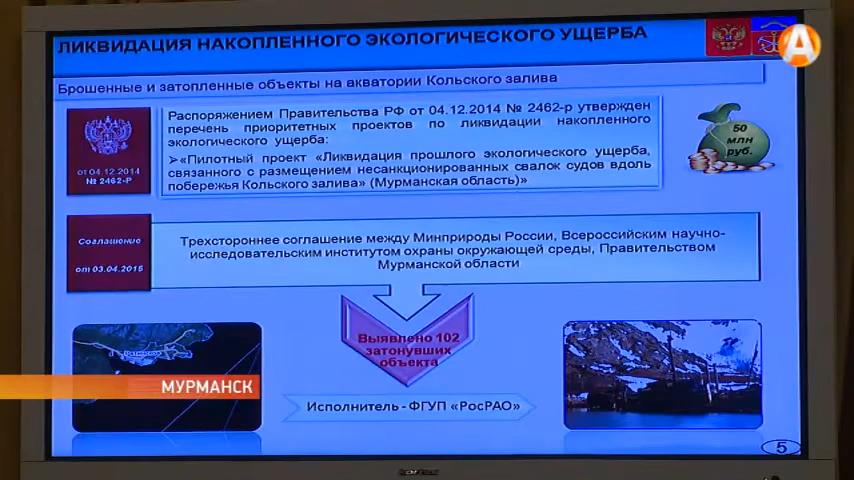 ЛИКВИДАЦИЯ НАКОПЛЕННОГО ЭКОЛОГИЧЕСКОГО УЩЕРБА
А
Брошенные и затопленные объекты на акватории Кольского залива
от 04.12.2014
№ 2462-Р
Распоряжением Правительства РФ от 04.12.2014 № 2462-р утвержден
перечень приоритетных проектов по ликвидации накопленного
экологического ущерба:
➢«Пилотный проект «Ликвидация прошлого экологического ущерба,
связанного с размещением несанкционированных свалок судов вдоль
побережья Кольского залива» (Мурманская область)»
50
млн
руб.
Соглашение
от 03.04.2015
Трехстороннее соглашение между Минприроды России, Всероссийским научно-
исследовательским институтом охраны окружающей среды, Правительством
Мурманской области
Выявлено 102
затонувших
объекта
Исполнитель - ФГУП «РосРАО»
МУРМАНСК
5